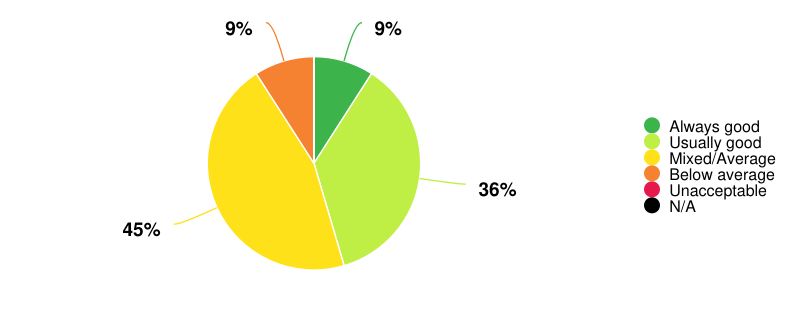 9%
9%
36%
45%
Always good
Usually good
Mixed/Average
Below average
Unacceptable
N/A